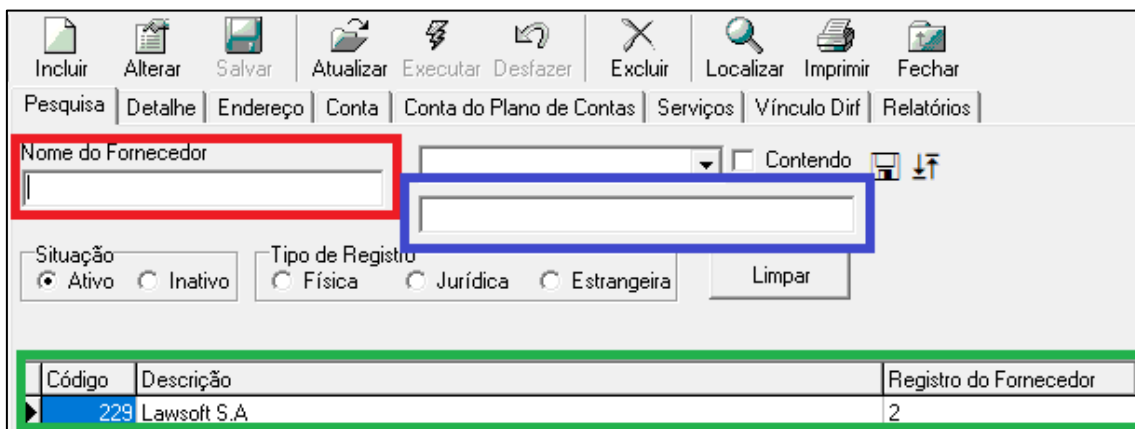 Incluir Alterar Salvar Atualizar Executar Desfazer Excluir Localizar Imprimir Fechar
Pesquisa Detalhe Endereço Conta Conta do Plano de Contas Serviços Vínculo Dirf Relatórios
Nome do Fornecedor Contendo
Situação Tipo de Registro
Ativo Inativo Física Jurídica Estrangeira Limpar
Código Descrição Registro do Fornecedor
229 Lawsoft S.A 2